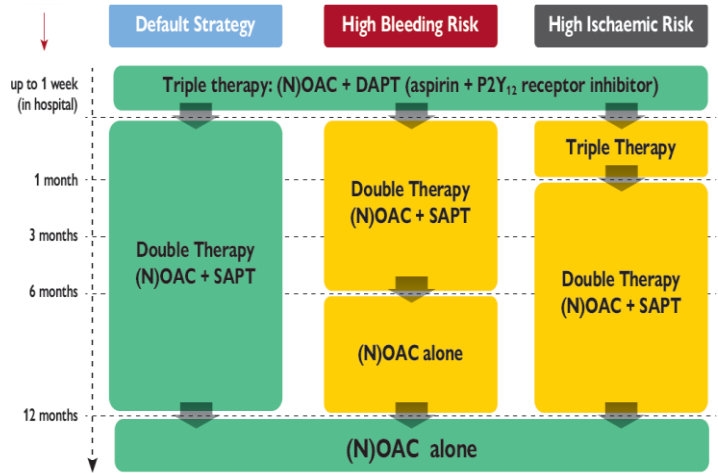 Default Strategy
High Bleeding Risk
High Ischaemic Risk
up to 1 week
(in hospital)
Triple therapy: (N)OAC + DAPT (aspirin + P2Y₁₂ receptor inhibitor)
Triple Therapy
1 month
Double Therapy
(N)OAC + SAPT
3 months
Double Therapy
(N)OAC + SAPT
Double Therapy
(N)OAC + SAPT
6 months
(N)OAC alone
12 months
(N)OAC alone